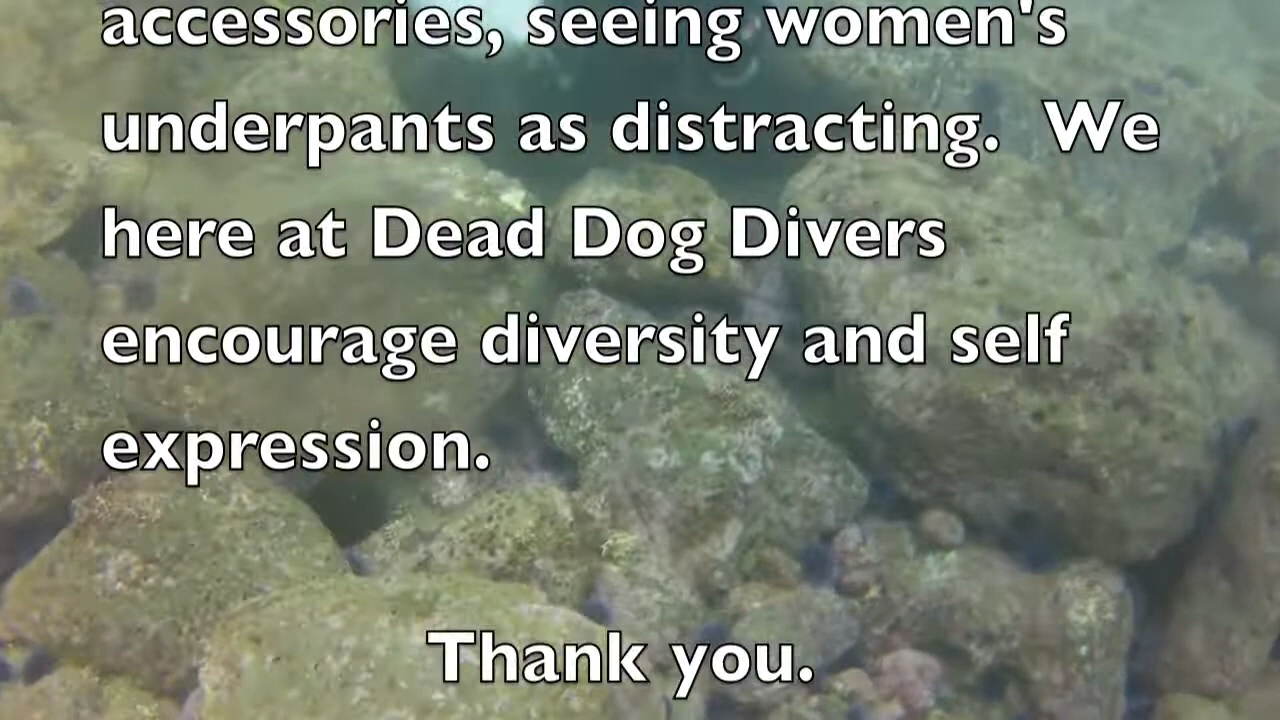 accessories, seeing women's
underpants as distracting.  We
here at Dead Dog Divers
encourage diversity and self
expression.
Thank you.